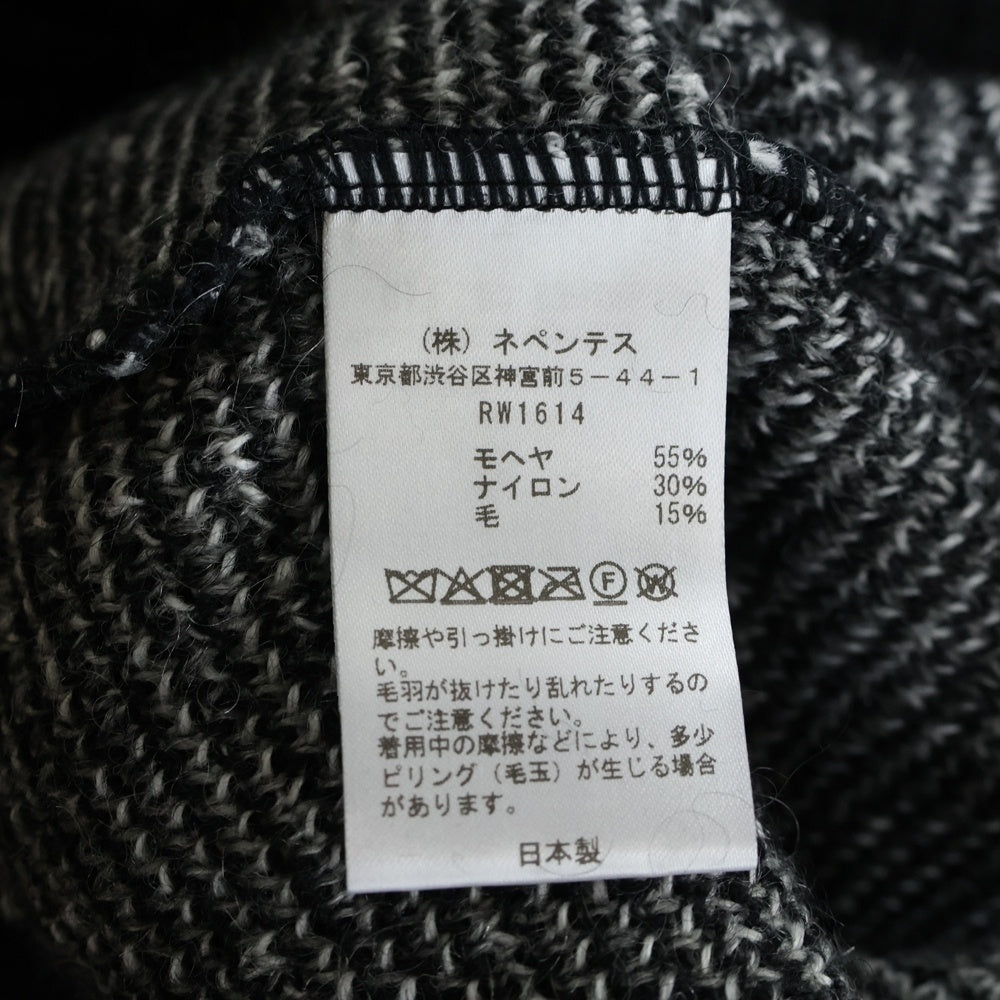 (株) ネペンテス
東京都渋谷区神宮前5-44-1
RW1614
モヘヤ 55%
ナイロン 30%
毛 15%
F W
摩擦や引っ掛けにご注意くださ
い。
毛羽が抜けたり乱れたりするの
でご注意ください。
着用中の摩擦などにより、多少
ピリング(毛玉)が生じる場合
があります。
日本製